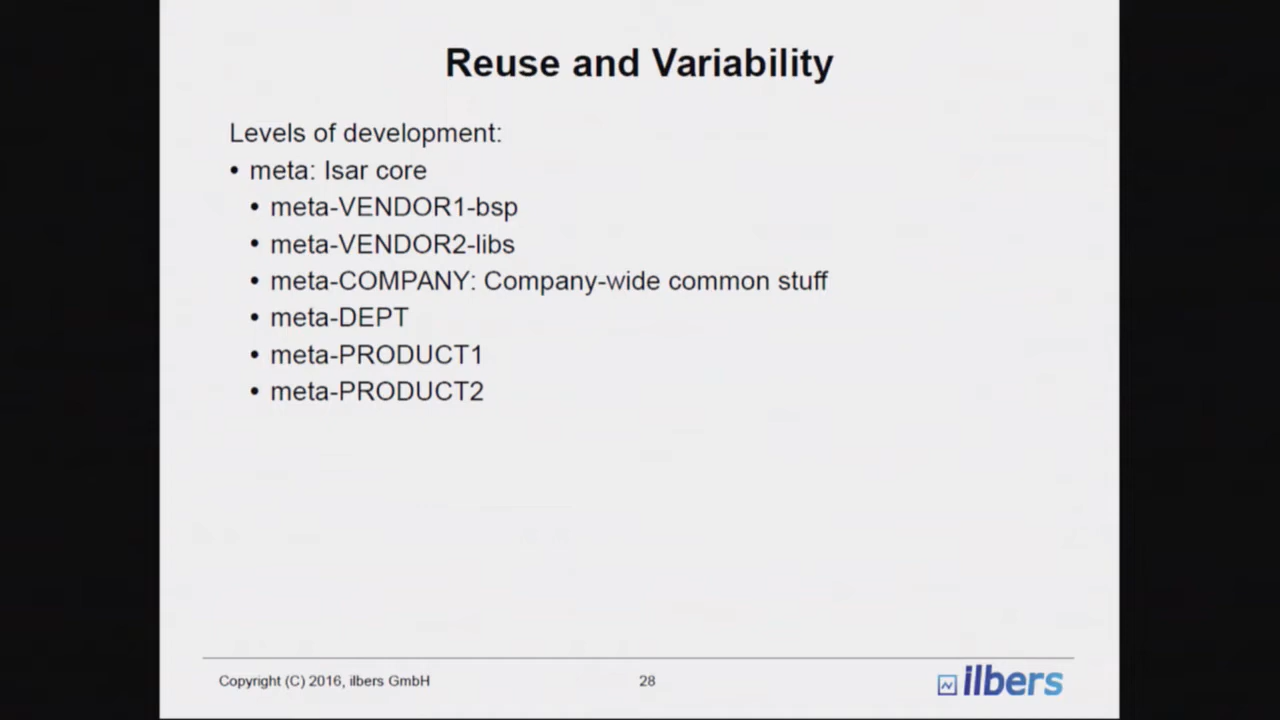 Reuse and Variability
Levels of development:
• meta: Isar core
• meta-VENDOR1-bsp
• meta-VENDOR2-libs
• meta-COMPANY: Company-wide common stuff
• meta-DEPT
• meta-PRODUCT1
• meta-PRODUCT2
Copyright (C) 2016, ilbers GmbH
28
ilbers